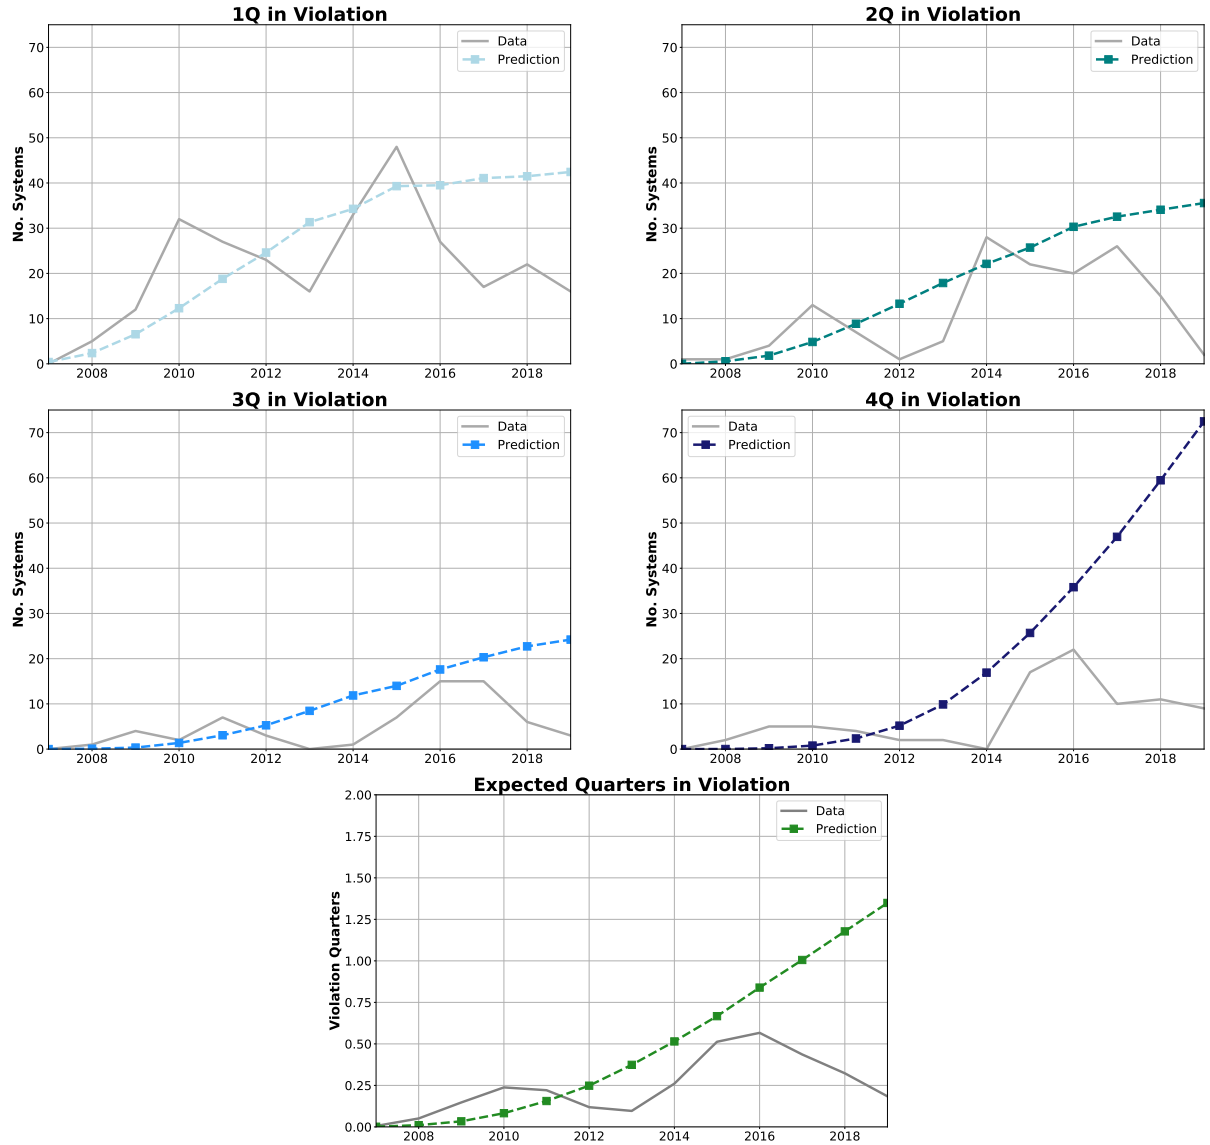 1Q in Violation
No. Systems
70
60
50
40
30
20
10
0
Data
Prediction
2008 2010 2012 2014 2016 2018
2Q in Violation
No. Systems
70
60
50
40
30
20
10
0
Data
Prediction
2008 2010 2012 2014 2016 2018
3Q in Violation
No. Systems
70
60
50
40
30
20
10
0
Data
Prediction
2008 2010 2012 2014 2016 2018
4Q in Violation
No. Systems
70
60
50
40
30
20
10
0
Data
Prediction
2008 2010 2012 2014 2016 2018
Expected Quarters in Violation
Violation Quarters
2.00
1.75
1.50
1.25
1.00
0.75
0.50
0.25
0.00
Data
Prediction
2008 2010 2012 2014 2016 2018